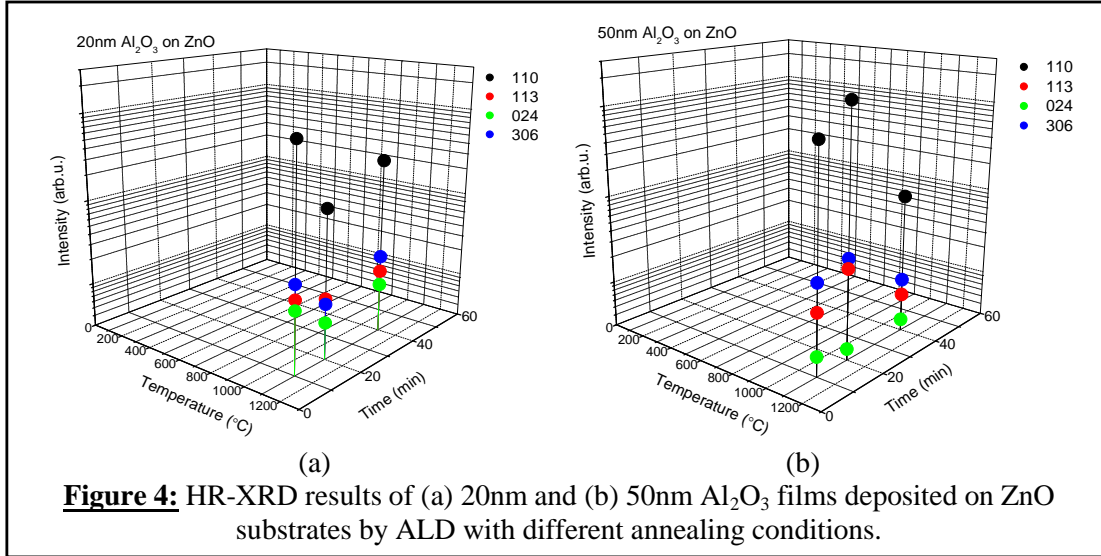 20nm Al₂O₃ on ZnO
110
113
024
306
Intensity (arb.u.)
0
200
400
600
800
1000
1200
Temperature (°C)
0
20
40
60
Time (min)
(a)
50nm Al₂O₃ on ZnO
110
113
024
306
Intensity (arb.u.)
0
200
400
600
800
1000
1200
Temperature (°C)
0
20
40
60
Time (min)
(b)
Figure 4: HR-XRD results of (a) 20nm and (b) 50nm Al₂O₃ films deposited on ZnO
substrates by ALD with different annealing conditions.